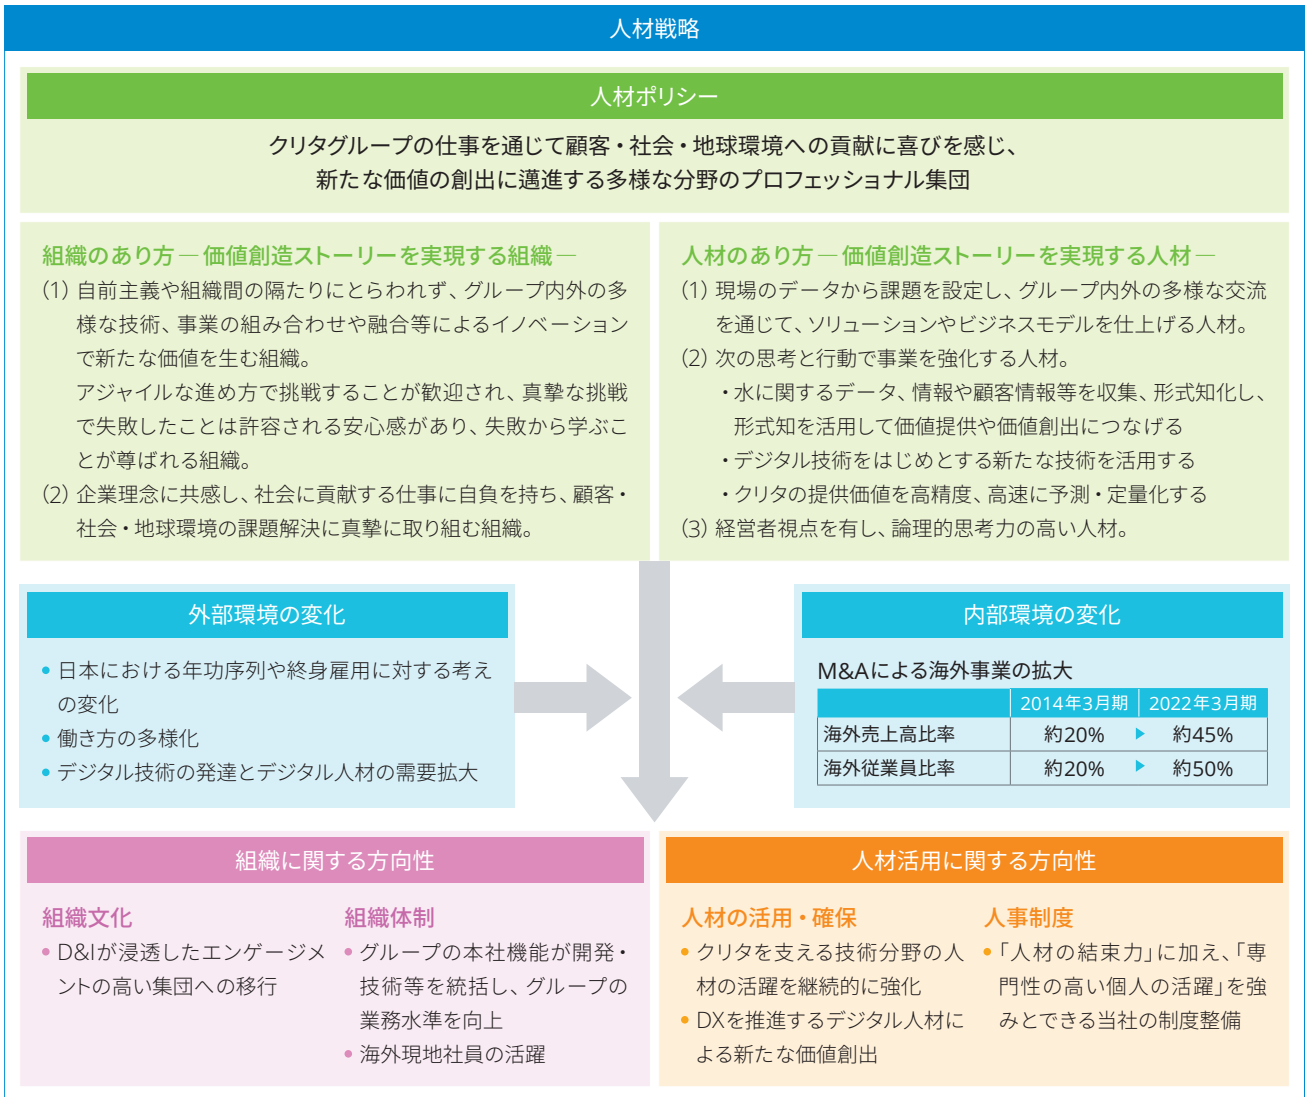 人材戦略
人材ポリシー
クリタグループの仕事を通じて顧客・社会・地球環境への貢献に喜びを感じ、
新たな価値の創出に邁進する多様な分野のプロフェッショナル集団
組織のあり方 ― 価値創造ストーリーを実現する組織 ―
(1) 自前主義や組織間の隔たりにとらわれず、グループ内外の多
様な技術、事業の組み合わせや融合等によるイノベーション
で新たな価値を生む組織。
アジャイルな進め方で挑戦することが歓迎され、真摯な挑戦
で失敗したことは許容される安心感があり、失敗から学ぶこ
とが尊ばれる組織。
(2) 企業理念に共感し、社会に貢献する仕事に自負を持ち、顧客・
社会・地球環境の課題解決に真摯に取り組む組織。
人材のあり方 ― 価値創造ストーリーを実現する人材 ―
(1) 現場のデータから課題を設定し、グループ内外の多様な交流
を通じて、ソリューションやビジネスモデルを仕上げる人材。
(2) 次の思考と行動で事業を強化する人材。
・水に関するデータ、情報や顧客情報等を収集、形式知化し、
形式知を活用して価値提供や価値創出につなげる
・デジタル技術をはじめとする新たな技術を活用する
・クリタの提供価値を高精度、高速に予測・定量化する
(3) 経営者視点を有し、論理的思考力の高い人材。
外部環境の変化
• 日本における年功序列や終身雇用に対する考え
の変化
• 働き方の多様化
• デジタル技術の発達とデジタル人材の需要拡大
内部環境の変化
M&Aによる海外事業の拡大
2014年3月期 2022年3月期
海外売上高比率 約20% ▶ 約45%
海外従業員比率 約20% ▶ 約50%
組織に関する方向性
組織文化
• D&Iが浸透したエンゲージメ
ントの高い集団への移行
組織体制
• グループの本社機能が開発・
技術等を統括し、グループの
業務水準を向上
• 海外現地社員の活躍
人材活用に関する方向性
人材の活用・確保
• クリタを支える技術分野の人
材の活躍を継続的に強化
• DXを推進するデジタル人材に
よる新たな価値創出
人事制度
• 「人材の結束力」に加え、「専
門性の高い個人の活躍」を強
みとできる当社の制度整備